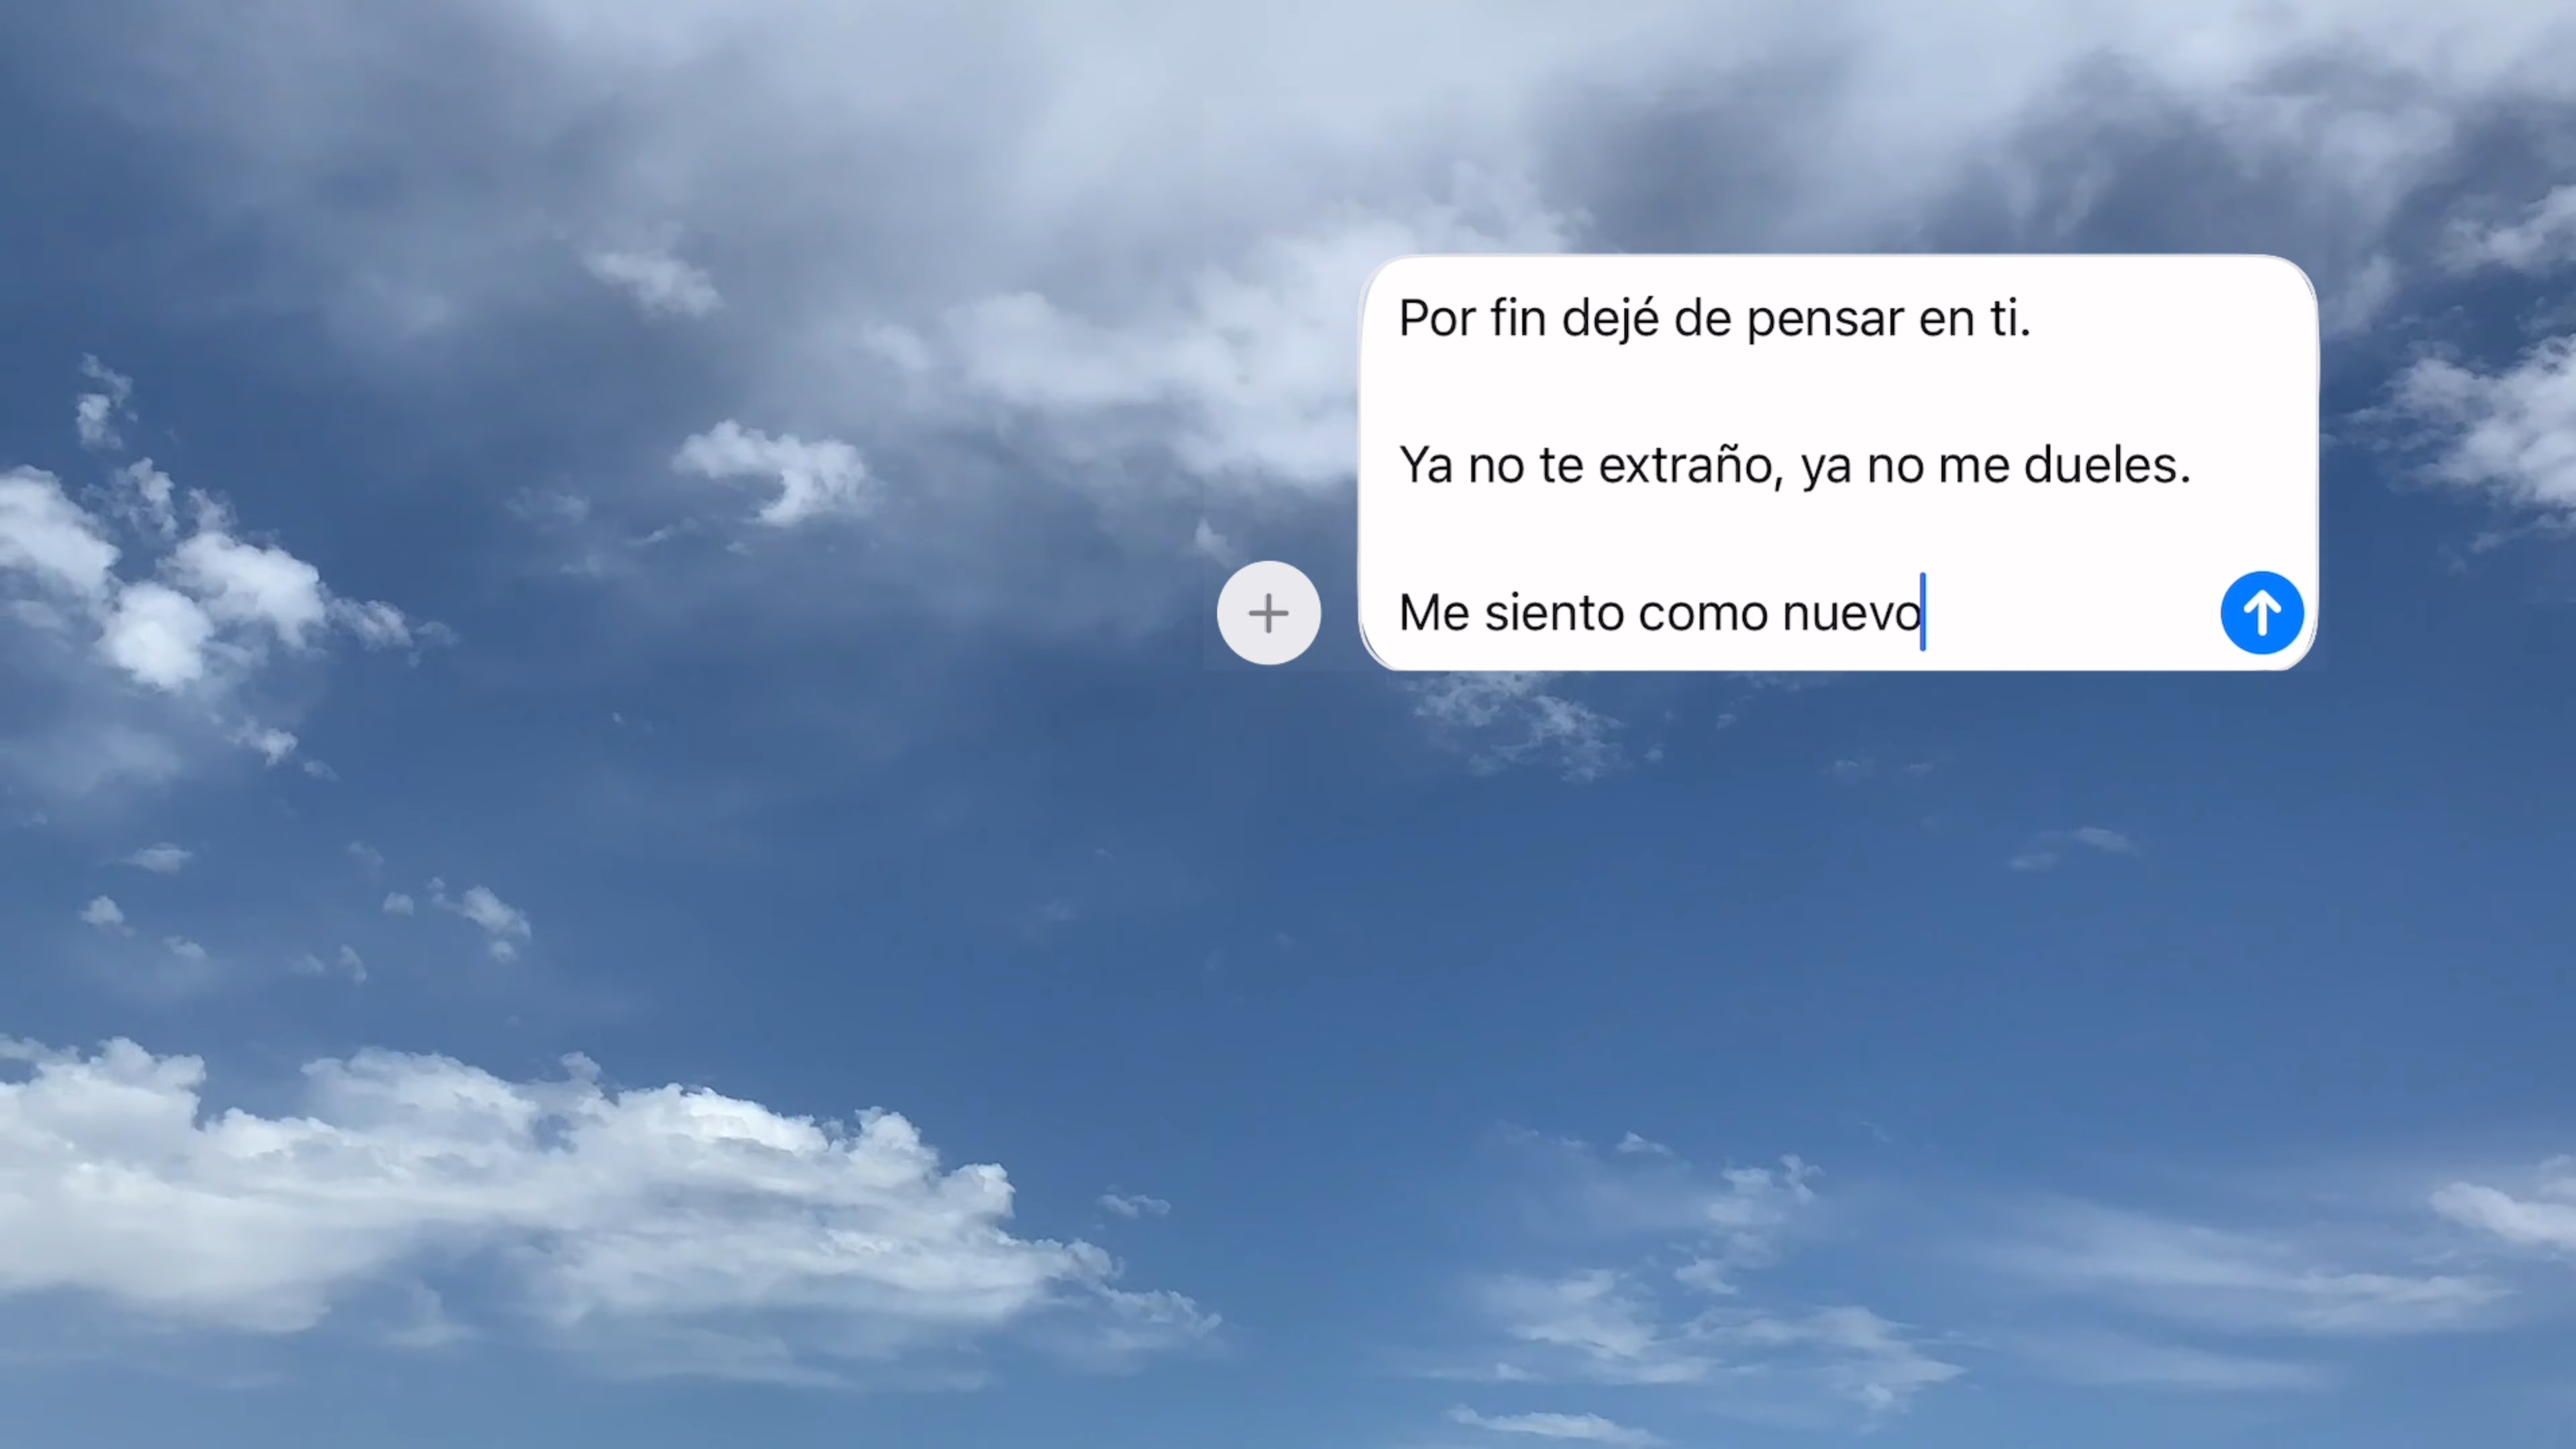 Por fin dejé de pensar en ti.
Ya no te extraño, ya no me dueles.
Me siento como nuevo